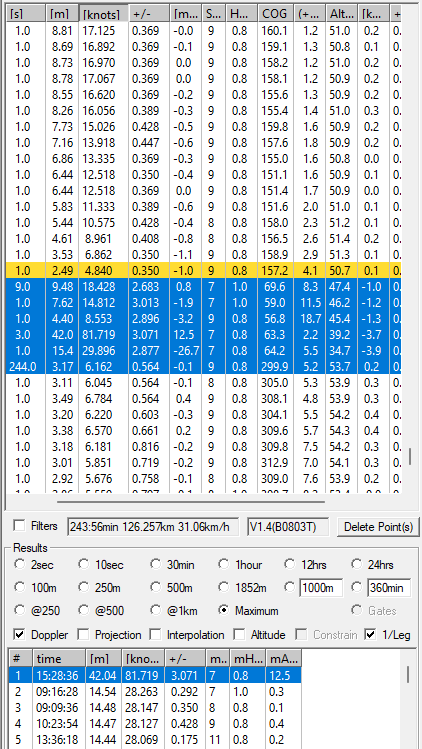 [s] [m] [knots] +/- [m... S... H... COG (+... Alt... [k... +
1.0 8.81 17.125 0.369 -0.0 9 0.8 160.1 1.2 51.0 0.2 0.
1.0 8.69 16.892 0.369 -0.1 9 0.8 159.1 1.3 50.8 0.1 0.
1.0 8.73 16.970 0.369 0.0 9 0.8 158.2 1.2 51.0 0.2 0.
1.0 8.78 17.067 0.369 0.0 9 0.8 158.2 1.2 50.9 0.2 0.
1.0 8.55 16.620 0.369 -0.2 9 0.8 155.6 1.3 50.9 0.2 0.
1.0 8.26 16.056 0.389 -0.3 9 0.8 155.4 1.4 51.0 0.3 0.
1.0 7.73 15.026 0.428 -0.5 9 0.8 159.8 1.6 50.9 0.2 0.
1.0 7.16 13.918 0.447 -0.6 9 0.8 157.6 1.8 50.9 0.2 0.
1.0 6.86 13.335 0.369 -0.3 9 0.8 155.0 1.6 50.8 0.0 0.
1.0 6.44 12.518 0.350 -0.4 9 0.8 151.1 1.6 50.9 0.1 0.
1.0 6.44 12.518 0.369 0.0 9 0.8 151.4 1.7 50.9 0.0 0.
1.0 5.83 11.333 0.389 -0.6 9 0.8 151.6 2.0 51.0 0.1 0.
1.0 5.44 10.575 0.428 -0.4 8 0.8 158.0 2.3 51.2 0.1 0.
1.0 4.61 8.961 0.408 -0.8 8 0.8 156.5 2.6 51.4 0.2 0.
1.0 3.53 6.862 0.350 -1.1 9 0.8 158.9 2.9 51.3 0.1 0.
1.0 2.49 4.840 0.350 -1.0 9 0.8 157.2 4.1 50.7 0.1 0.
9.0 9.48 18.428 2.683 0.8 7 1.0 69.6 8.3 47.4 -1.0 0.
1.0 7.62 14.812 3.013 -1.9 7 1.0 59.0 11.5 46.2 -1.2 0.
1.0 4.40 8.553 2.896 -3.2 9 0.8 56.8 18.7 45.4 -1.3 0.
3.0 42.0 81.719 3.071 12.5 7 0.8 63.3 2.2 39.2 -3.7 0.
1.0 15.4 29.896 2.877 -26.7 7 0.8 64.2 5.5 34.7 -3.9 0.
244.0 3.17 6.162 0.564 -0.1 9 0.8 299.9 5.2 53.7 0.2 0.
1.0 3.11 6.045 0.564 -0.1 8 0.8 305.0 5.3 53.9 0.3 0.
1.0 3.49 6.784 0.564 0.4 9 0.8 308.1 4.8 53.9 0.3 0.
1.0 3.20 6.220 0.603 -0.3 9 0.8 304.1 5.5 54.2 0.4 0.
1.0 3.38 6.570 0.661 0.2 9 0.8 309.6 5.7 54.3 0.4 0.
1.0 3.18 6.181 0.816 -0.2 9 0.8 309.8 7.5 54.2 0.3 0.
1.0 3.01 5.851 0.719 -0.2 9 0.8 312.9 7.0 54.1 0.3 0.
1.0 2.92 5.676 0.758 -0.1 8 0.8 309.0 7.6 53.9 0.2 0.
Filters 243:56min 126.257km 31.06km/h V1.4(B0803T) Delete Point(s)
Results
2sec 10sec 30min 1hour 12hrs 24hrs
100m 250m 500m 1852m 1000m 360min
@250 @500 @1km Maximum Gates
Doppler Projection Interpolation Altitude Constrain 1/Leg
# time [m] [kno... +/- m... mH... mA...
1 15:28:36 42.04 81.719 3.071 7 0.8 12.5
2 09:16:28 14.54 28.263 0.292 7 1.0 0.3
3 09:09:36 14.48 28.147 0.350 8 0.8 0.1
4 10:23:54 14.47 28.127 0.428 9 0.8 0.4
5 13:36:18 14.44 28.069 0.175 11 0.8 0.2